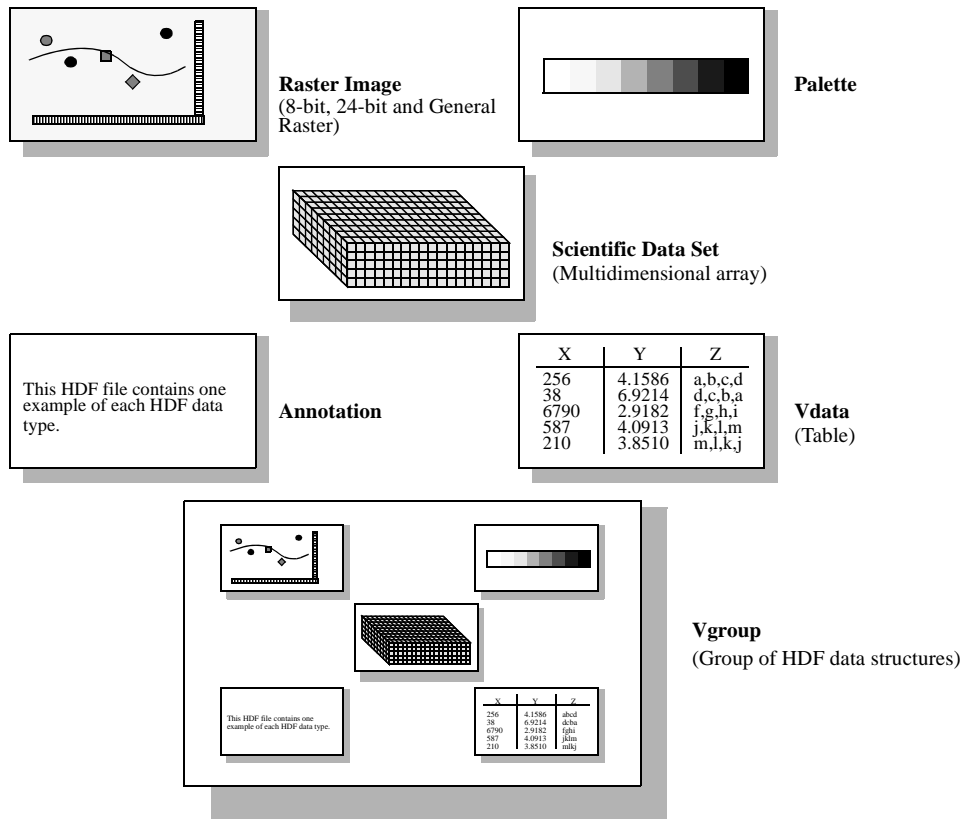 Raster Image
(8-bit, 24-bit and General
Raster)
Palette
Scientific Data Set
(Multidimensional array)
This HDF file contains one
example of each HDF data
type.
Annotation
X Y Z
256 4.1586 a,b,c,d
38 6.9214 d,c,b,a
6790 2.9182 f,g,h,i
587 4.0913 j,k,l,m
210 3.8510 m,l,k,j
Vdata
(Table)
Vgroup
(Group of HDF data structures)
This HDF file contains one
example of each HDF data type.
X Y Z
256 4.1586 abcd
38 6.9214 dcba
6790 2.9182 fghi
587 4.0913 jklm
210 3.8510 mlkj